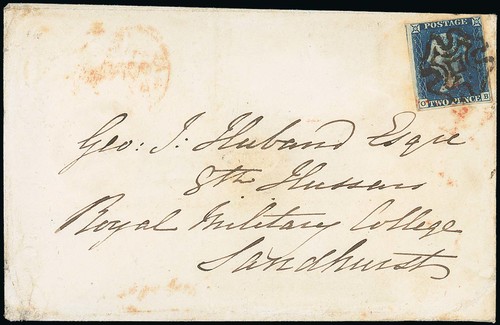 POSTAGE
TWO PENCE
Geo: J: Huband Esqre
8th Hussars
Royal Military College
Sandhurst